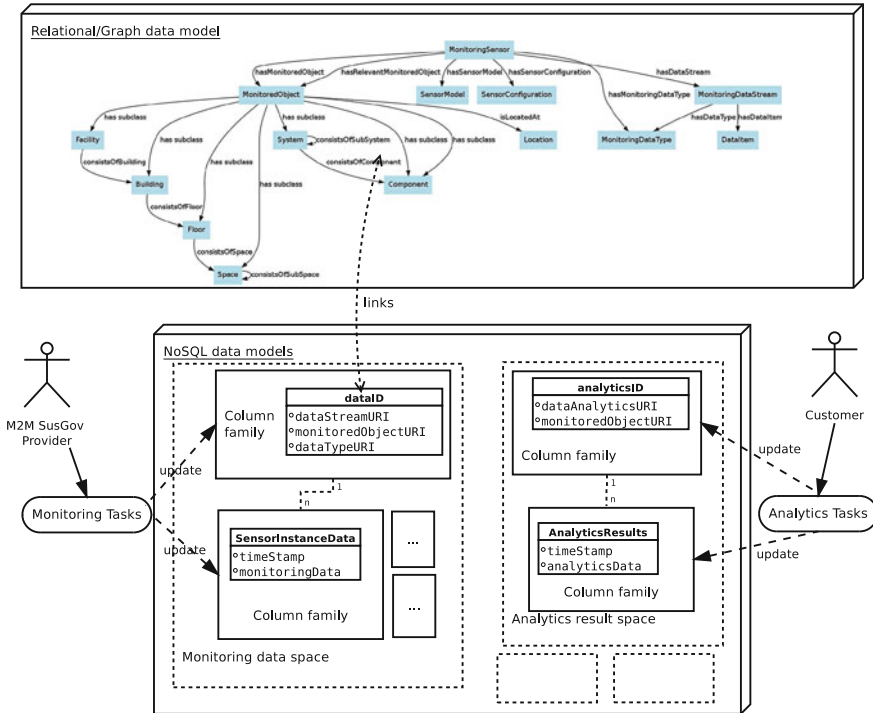 Relational/Graph data model
MonitoringSensor
hasMonitoredObject
hasRelevantMonitoredObject
hasSensorModel
hasSensorConfiguration
hasDataStream
hasMonitoringDataType
MonitoredObject
SensorModel
SensorConfiguration
MonitoringDataStream
has subclass
has subclass
has subclass
has subclass
has subclass
has subclass
has subclass
isLocatedAt
hasDataType
hasDataItem
Facility
System
consistsOfSubSystem
Location
MonitoringDataType
DataItem
consistsOfBuilding
consistsOfComponant
Building
Component
consistsOfFloor
Floor
consistsOfSpace
Space
consistsOfSubSpace
links
NoSQL data models
M2M SusGov
Provider
Customer
Column
family
dataID
dataStreamURI
monitoredObjectURI
dataTypeURI
analyticsID
dataAnalyticsURI
monitoredObjectURI
Column family
update
update
1
n
1
n
Monitoring Tasks
Analytics Tasks
update
update
SensorInstanceData
timeStamp
monitoringData
Column family
...
...
AnalyticsResults
timeStamp
analyticsData
Column family
Analytics result space
Monitoring data space